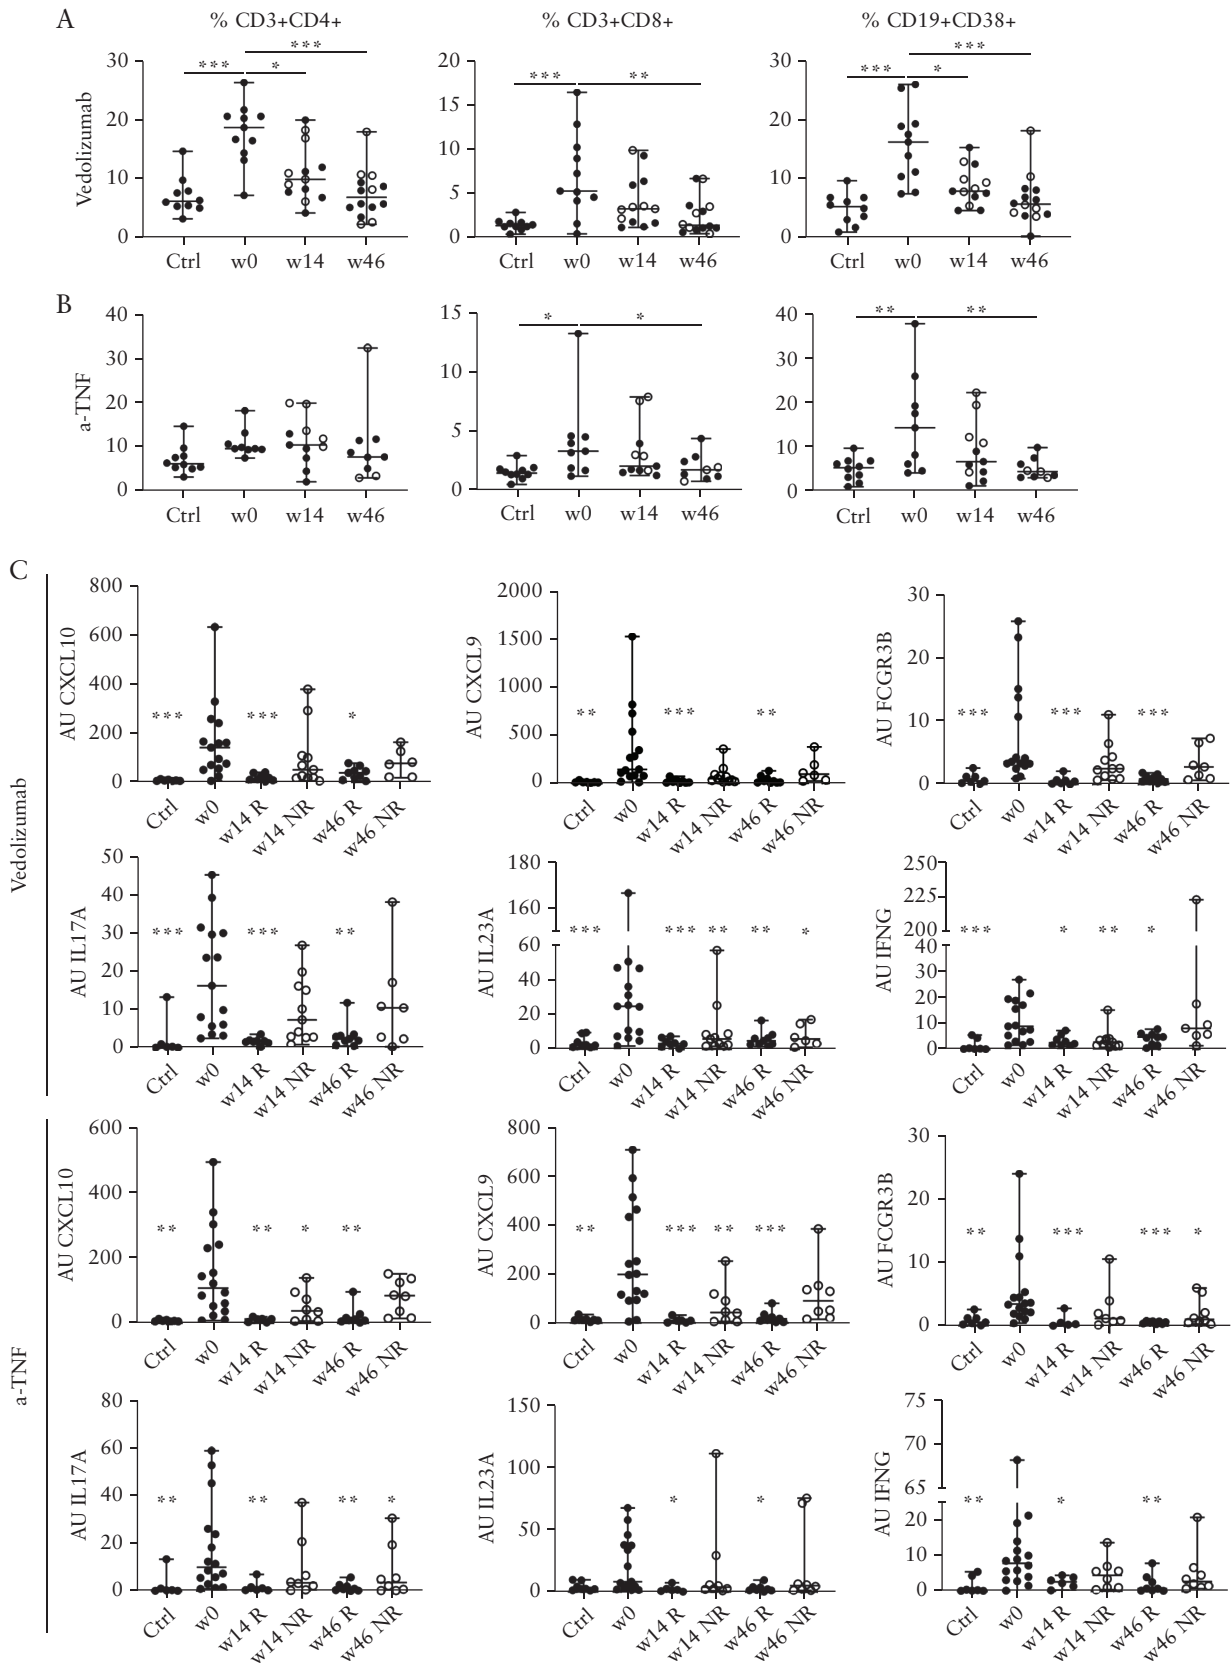 A
% CD3+CD4+
% CD3+CD8+
% CD19+CD38+
Vedolizumab
30
20
10
0
*** * ***
Ctrl w0 w14 w46
20
15
10
5
0
*** **
Ctrl w0 w14 w46
30
20
10
0
*** * ***
Ctrl w0 w14 w46
B
a-TNF
40
30
20
10
0
Ctrl w0 w14 w46
15
10
5
0
* *
Ctrl w0 w14 w46
40
30
20
10
0
** **
Ctrl w0 w14 w46
C
Vedolizumab
AU CXCL10
800
600
400
200
0
*** *** *
Ctrl w0 w14 R w14 NR w46 R w46 NR
AU CXCL9
2000
1500
1000
500
0
** *** **
Ctrl w0 w14 R w14 NR w46 R w46 NR
AU FCGR3B
30
20
10
0
*** *** ***
Ctrl w0 w14 R w14 NR w46 R w46 NR
AU IL17A
50
40
30
20
10
0
*** *** **
Ctrl w0 w14 R w14 NR w46 R w46 NR
AU IL23A
180
160
140
60
40
20
0
*** *** ** ** *
Ctrl w0 w14 R w14 NR w46 R w46 NR
AU IFNG
250
225
200
40
30
20
10
0
*** * ** *
Ctrl w0 w14 R w14 NR w46 R w46 NR
a-TNF
AU CXCL10
600
400
200
0
** ** * **
Ctrl w0 w14 R w14 NR w46 R w46 NR
AU CXCL9
800
600
400
200
0
** *** ** ***
Ctrl w0 w14 R w14 NR w46 R w46 NR
AU FCGR3B
30
20
10
0
** *** *** *
Ctrl w0 w14 R w14 NR w46 R w46 NR
AU IL17A
80
60
40
20
0
** ** ** *
Ctrl w0 w14 R w14 NR w46 R w46 NR
AU IL23A
150
100
50
0
* *
Ctrl w0 w14 R w14 NR w46 R w46 NR
AU IFNG
75
70
65
20
10
0
** * **
Ctrl w0 w14 R w14 NR w46 R w46 NR